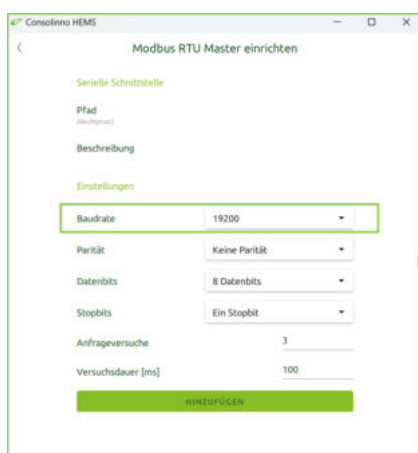 Consolinno HEMS
Modbus RTU Master einrichten
Serielle Schnittstelle
Pfad
Beschreibung
Einstellungen
Baudrate 19200
Parität Keine Parität
Datenbits 8 Datenbits
Stopbits Ein Stopbit
Anfrageversuche 3
Versuchsdauer [ms] 100
HINZUFÜGEN